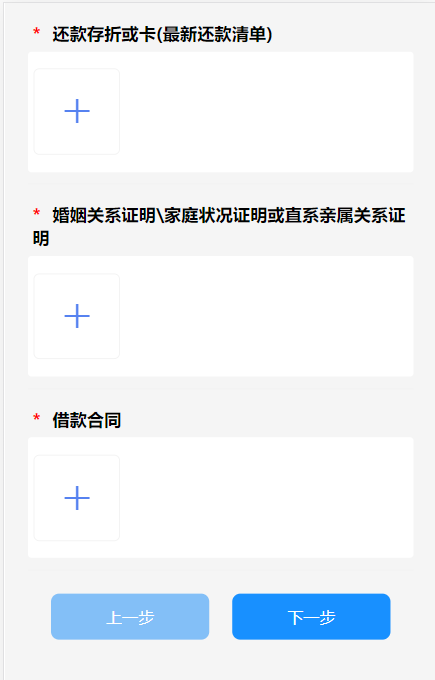 * 还款存折或卡(最新还款清单)
* 婚姻关系证明\家庭状况证明或直系亲属关系证
明
* 借款合同
上一步 下一步